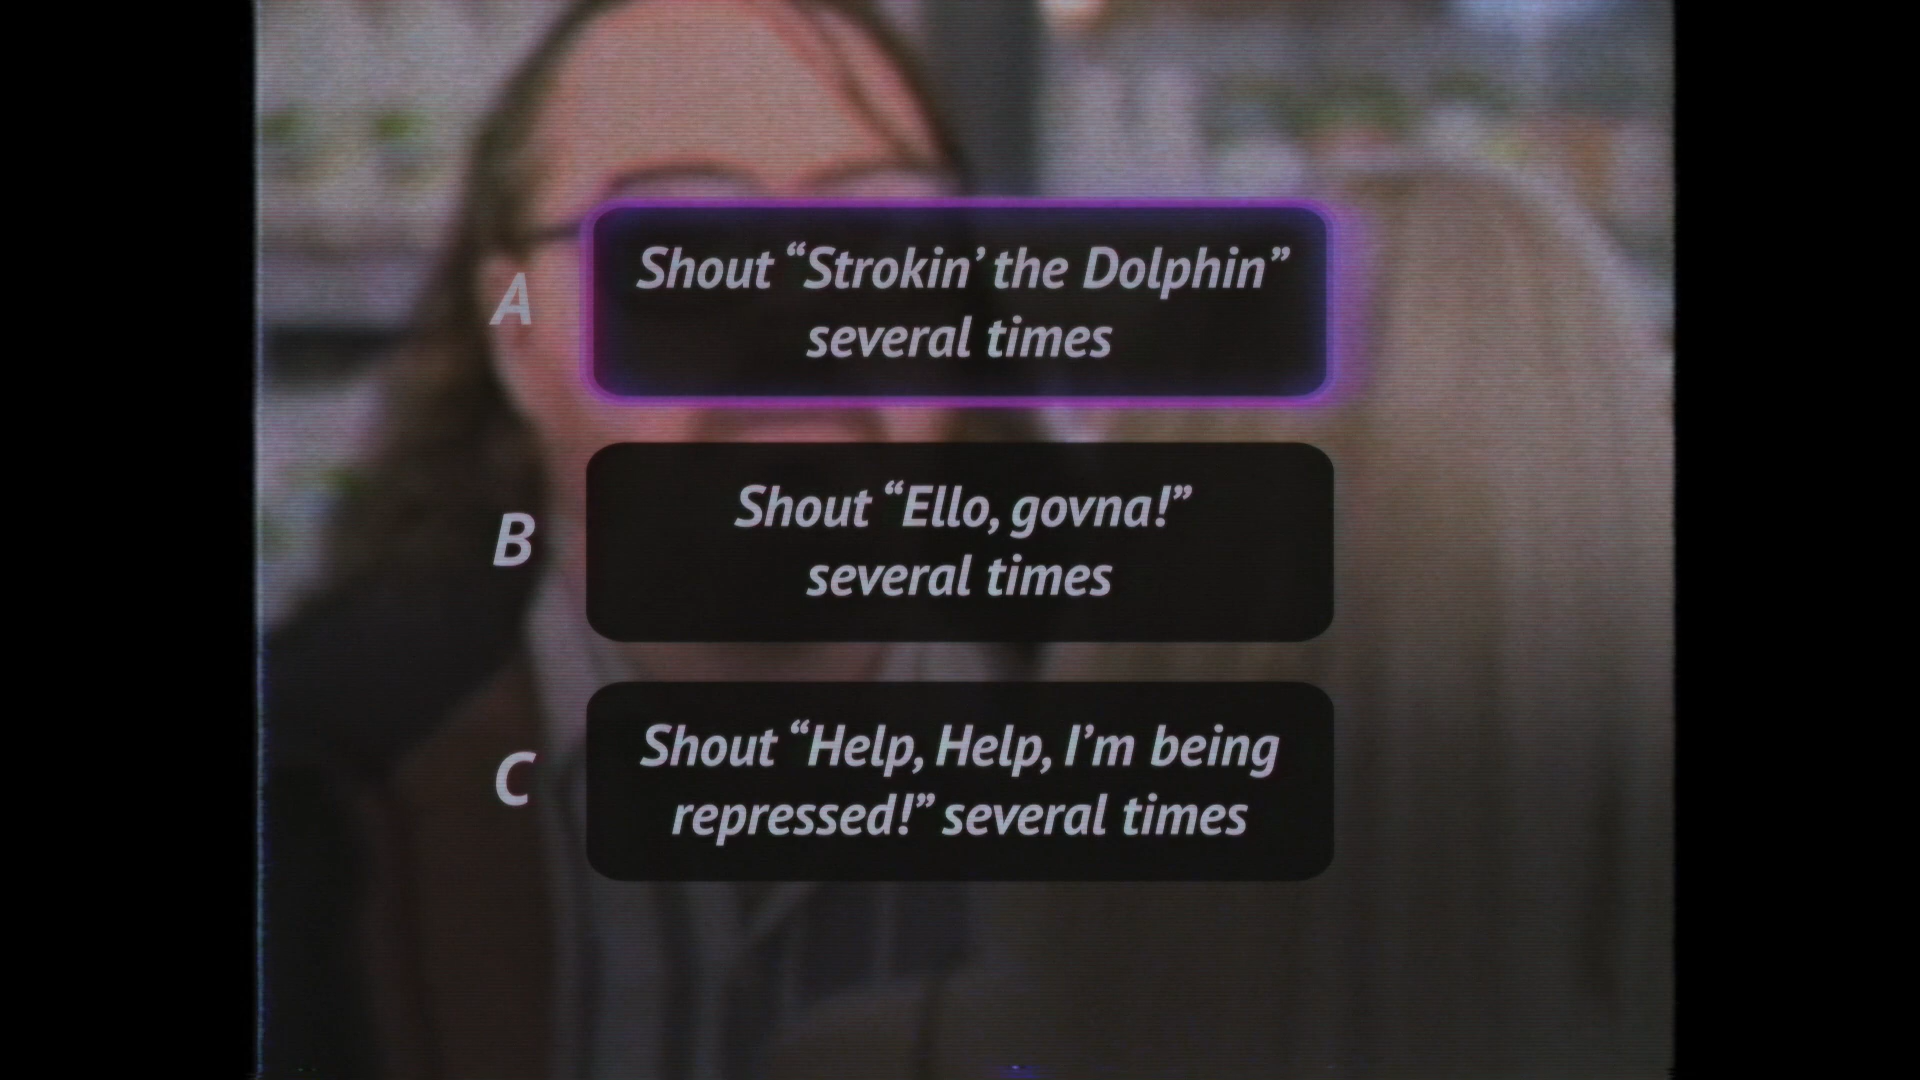 A
Shout “Strokin’ the Dolphin”
several times
B
Shout “Ello, govna!”
several times
C
Shout “Help, Help, I’m being
repressed!” several times